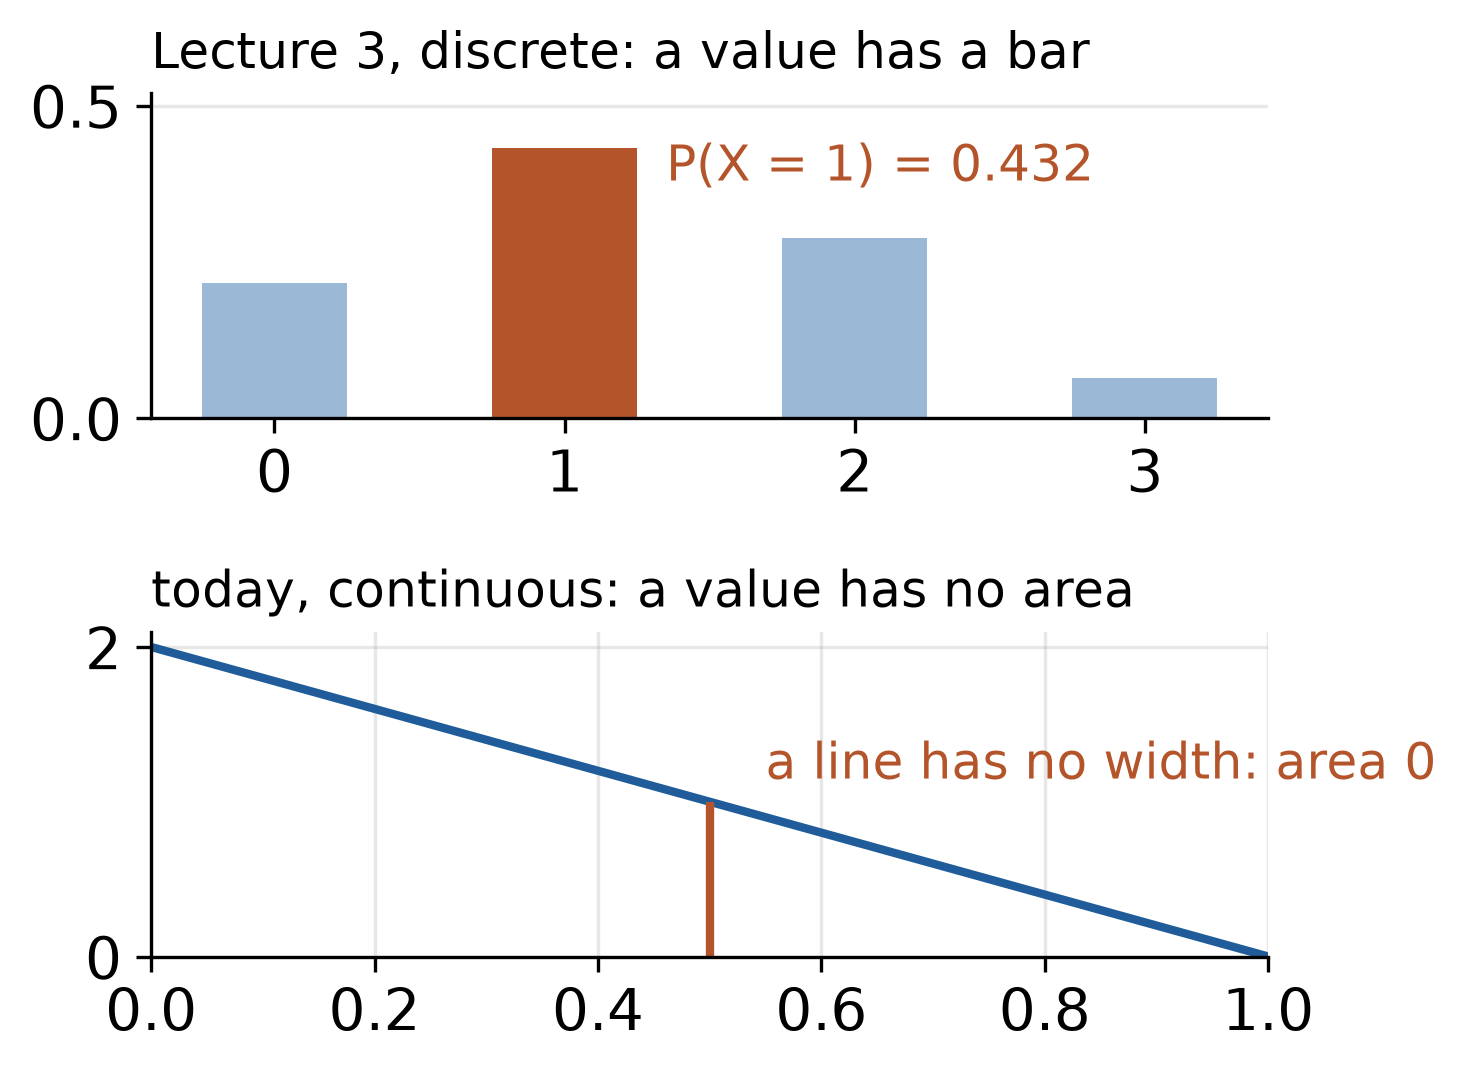 Lecture 3, discrete: a value has a bar
0.5
P(X = 1) = 0.432
0.0
0 1 2 3
today, continuous: a value has no area
2
a line has no width: area 0
0
0.0 0.2 0.4 0.6 0.8 1.0